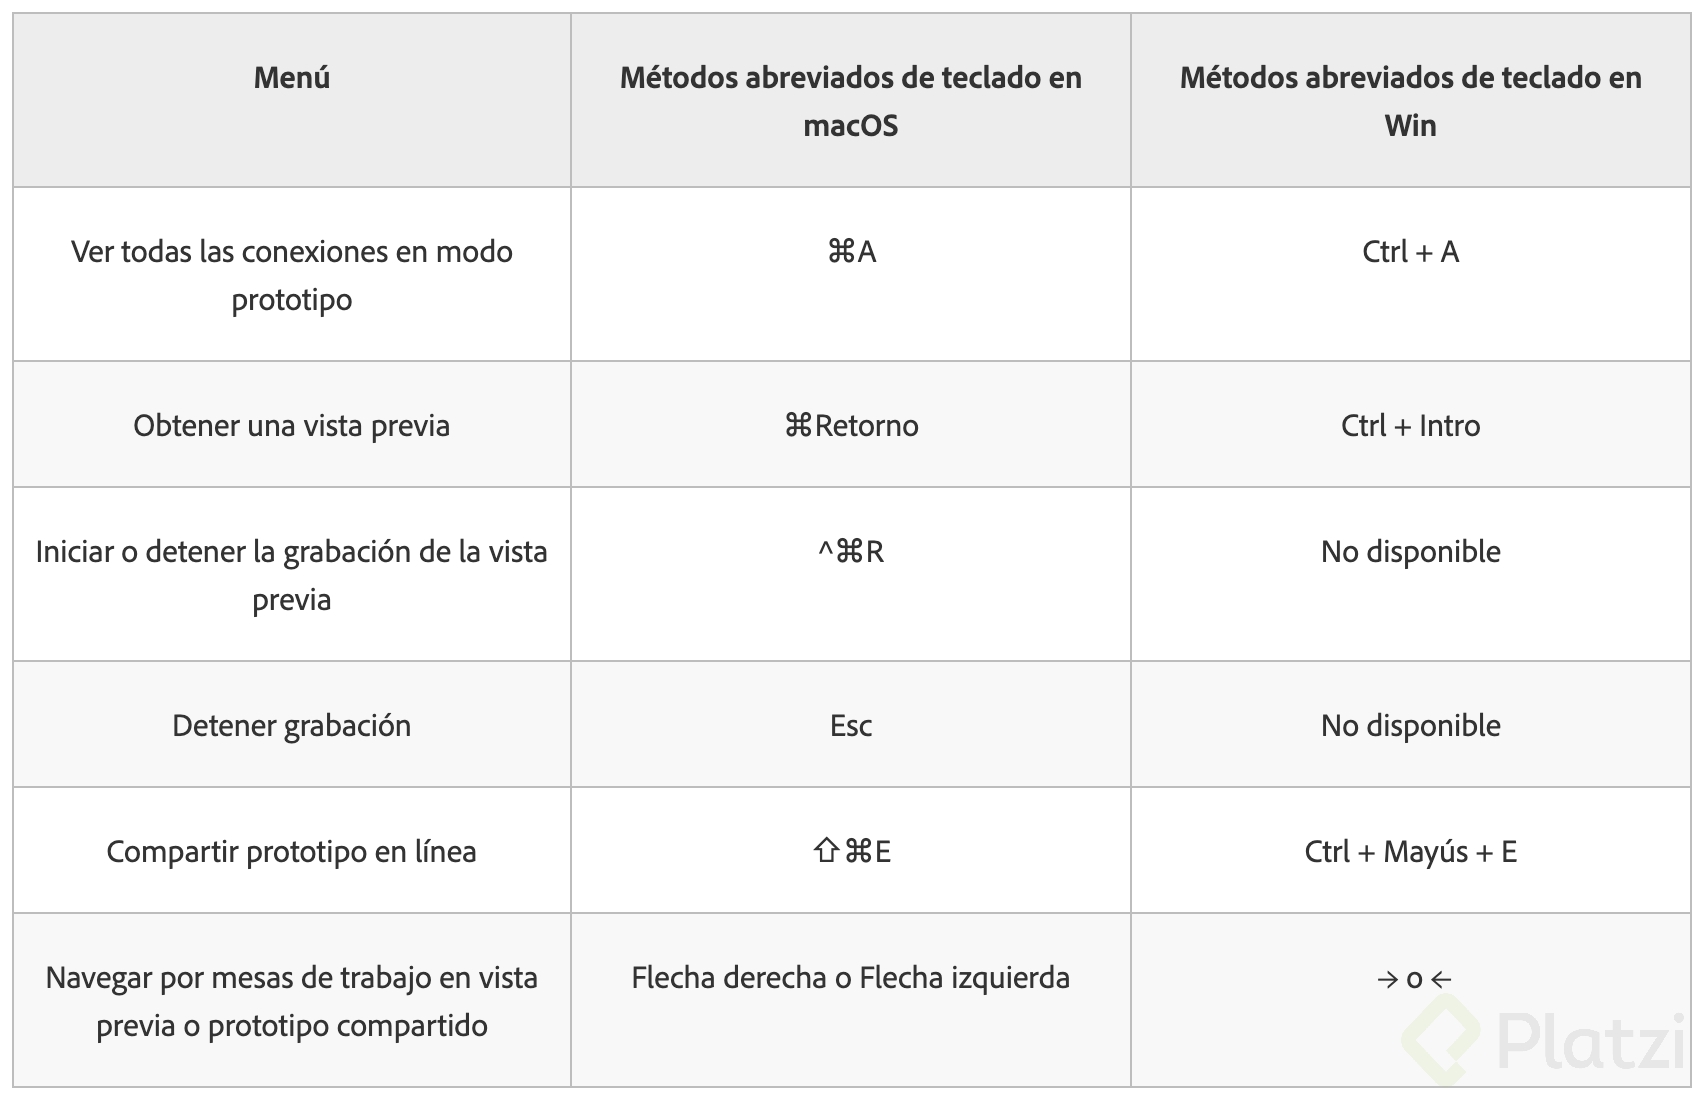 Menú
Métodos abreviados de teclado en
macOS
Métodos abreviados de teclado en
Win
Ver todas las conexiones en modo
prototipo
⌘A
Ctrl + A
Obtener una vista previa
⌘Retorno
Ctrl + Intro
Iniciar o detener la grabación de la vista
previa
^⌘R
No disponible
Detener grabación
Esc
No disponible
Compartir prototipo en línea
⇧⌘E
Ctrl + Mayús + E
Navegar por mesas de trabajo en vista
previa o prototipo compartido
Flecha derecha o Flecha izquierda
→ o ←
Platzi